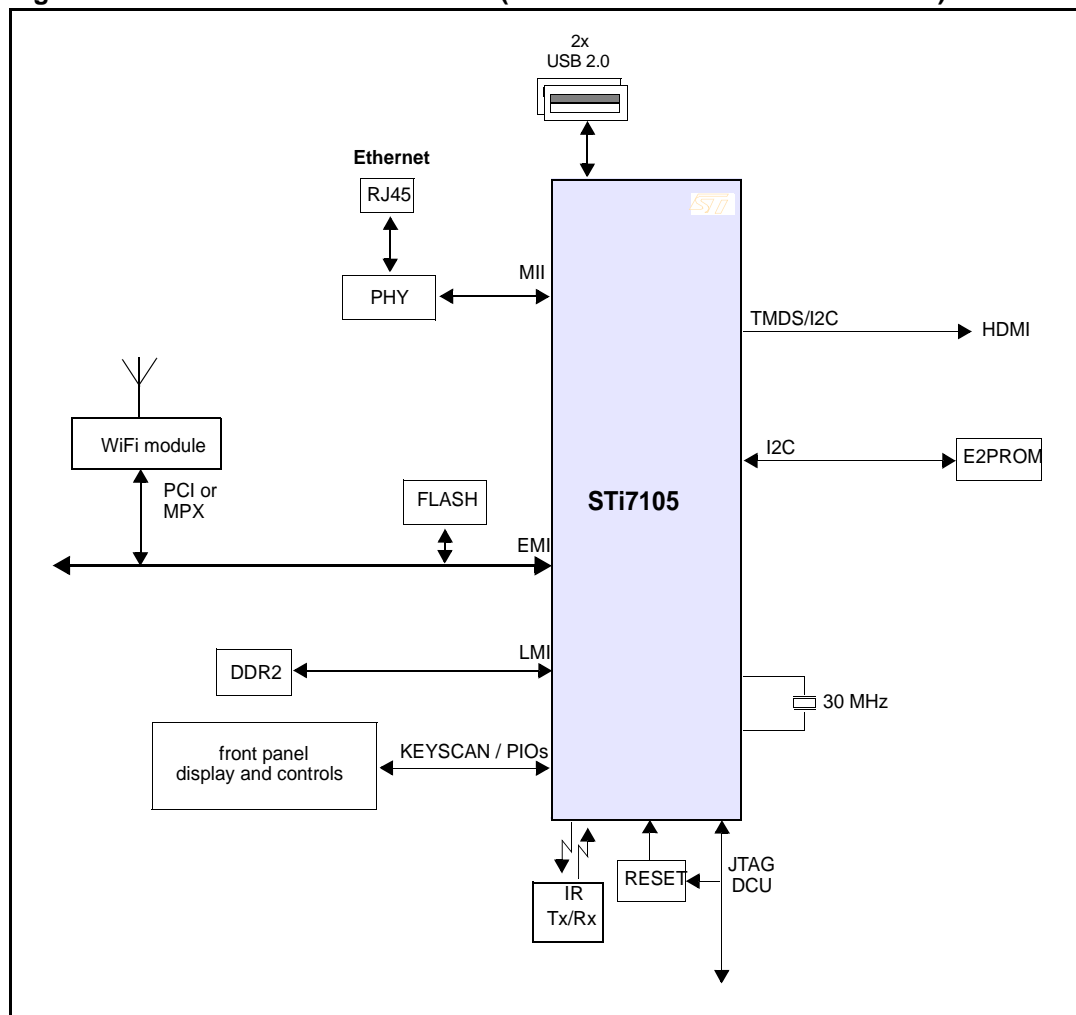 2x
USB 2.0
Ethernet
RJ45
MII
PHY
STi
TMDS/I2C
HDMI
WiFi module
I2C
E2PROM
PCI or
MPX
FLASH
STi7105
EMI
LMI
DDR2
30 MHz
front panel
display and controls
KEYSCAN / PIOs
IR
Tx/Rx
RESET
JTAG
DCU